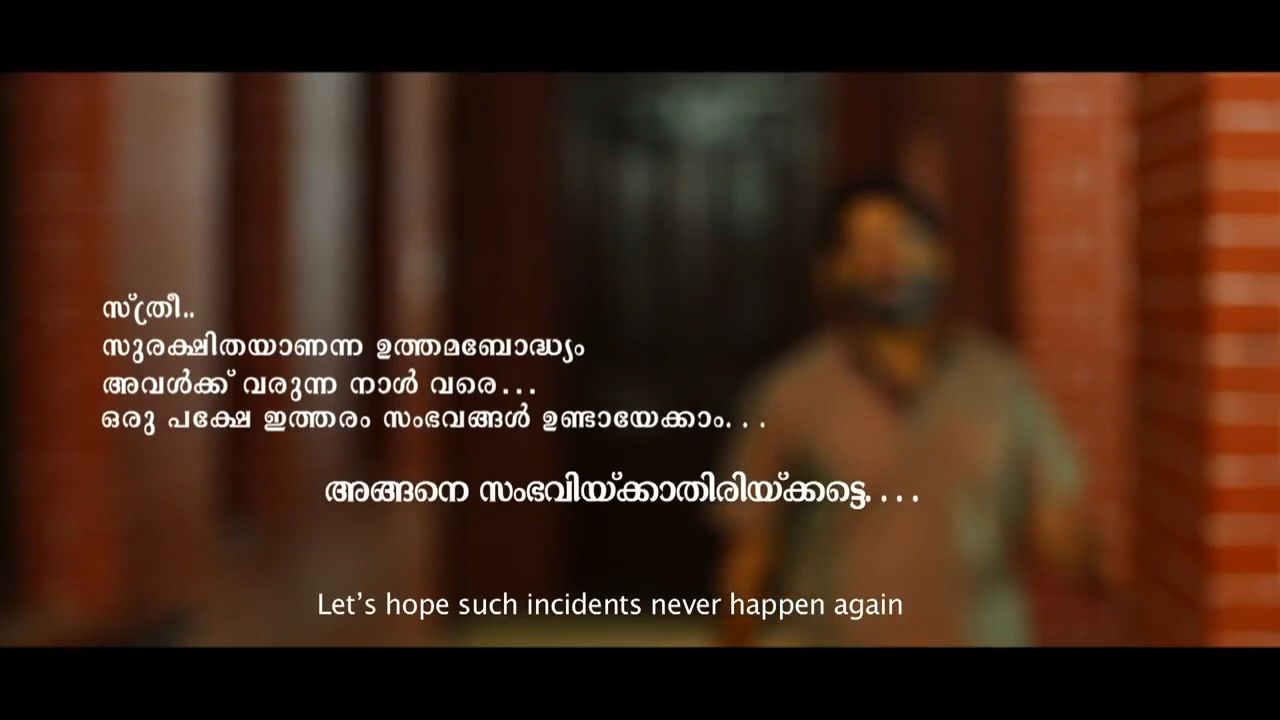 സ്ത്രീ..
സുരക്ഷിതയാണന്ന ഉത്തമബോദ്ധ്യം
അവൾക്ക് വരുന്ന നാൾ വരെ...
ഒരു പക്ഷേ ഇത്തരം സംഭവങ്ങൾ ഉണ്ടായേക്കാം...
അങ്ങനെ സംഭവിയ്ക്കാതിരിയ്ക്കട്ടെ....
Let's hope such incidents never happen again